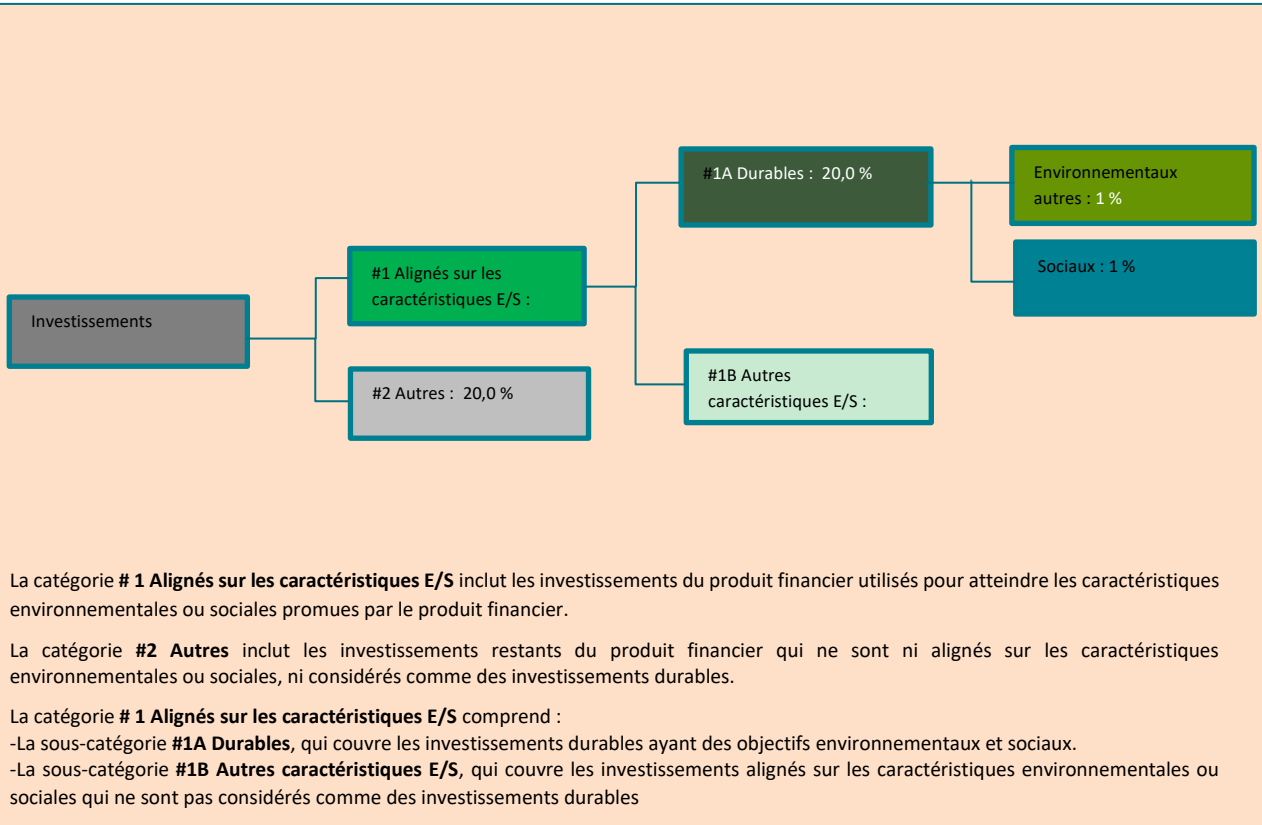 #1A Durables : 20,0 %
Environnementaux
autres : 1 %
Sociaux : 1 %
#1 Alignés sur les
caractéristiques E/S :
Investissements
#2 Autres : 20,0 %
#1B Autres
caractéristiques E/S :
La catégorie # 1 Alignés sur les caractéristiques E/S inclut les investissements du produit financier utilisés pour atteindre les caractéristiques
environnementales ou sociales promues par le produit financier.
La catégorie #2 Autres inclut les investissements restants du produit financier qui ne sont ni alignés sur les caractéristiques
environnementales ou sociales, ni considérés comme des investissements durables.
La catégorie # 1 Alignés sur les caractéristiques E/S comprend :
-La sous-catégorie #1A Durables, qui couvre les investissements durables ayant des objectifs environnementaux et sociaux.
-La sous-catégorie #1B Autres caractéristiques E/S, qui couvre les investissements alignés sur les caractéristiques environnementales ou
sociales qui ne sont pas considérés comme des investissements durables